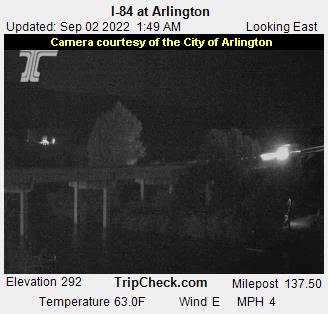 I-84 at Arlington
Updated: Sep 02 2022 1:49 AM Looking East
Camera courtesy of the City of Arlington
Elevation 292 TripCheck.com Milepost 137.50
Temperature 63.0F Wind E MPH 4